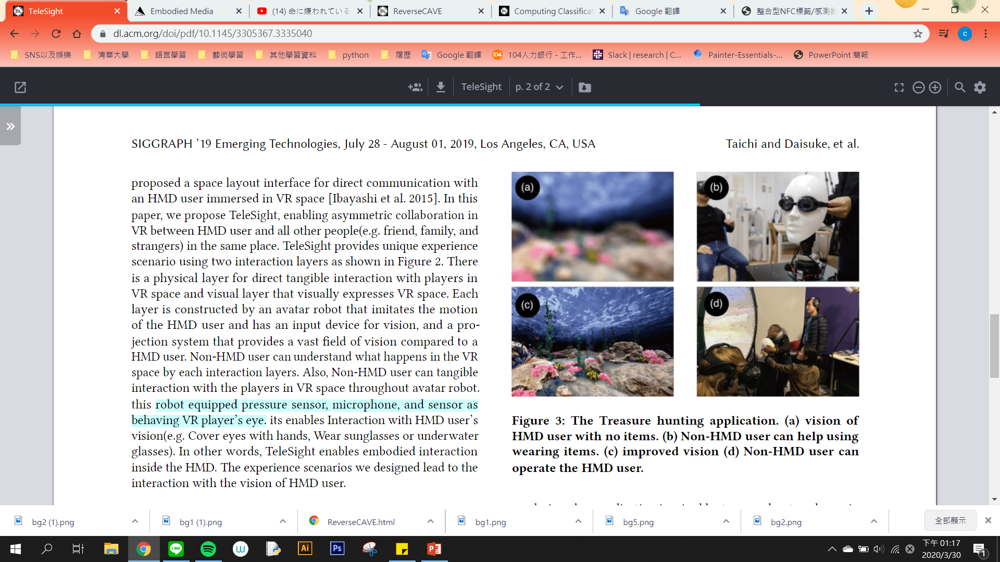 TeleSight
Embodied Media
(14) 命に嫌われている
ReverseCAVE
Computing Classificat
Google 翻譯
整合型NFC標籤/感測器
dl.acm.org/doi/pdf/10.1145/3305367.3335040
c
SNS以及娛樂
清華大學
語言學習
藝術學習
其他學習資料
python
履歷
Google 翻譯
104人力銀行 - 工作...
Slack | research | C...
Painter-Essentials-...
PowerPoint 簡報
TeleSight
p. 2 of 2
SIGGRAPH ’19 Emerging Technologies, July 28 - August 01, 2019, Los Angeles, CA, USA
Taichi and Daisuke, et al.
proposed a space layout interface for direct communication with
an HMD user immersed in VR space [Ibayashi et al. 2015]. In this
paper, we propose TeleSight, enabling asymmetric collaboration in
VR between HMD user and all other people(e.g. friend, family, and
strangers) in the same place. TeleSight provides unique experience
scenario using two interaction layers as shown in Figure 2. There
is a physical layer for direct tangible interaction with players in
VR space and visual layer that visually expresses VR space. Each
layer is constructed by an avatar robot that imitates the motion
of the HMD user and has an input device for vision, and a pro-
jection system that provides a vast field of vision compared to a
HMD user. Non-HMD user can understand what happens in the VR
space by each interaction layers. Also, Non-HMD user can tangible
interaction with the players in VR space throughout avatar robot.
this robot equipped pressure sensor, microphone, and sensor as
behaving VR player’s eye. its enables Interaction with HMD user’s
vision(e.g. Cover eyes with hands, Wear sunglasses or underwater
glasses). In other words, TeleSight enables embodied interaction
inside the HMD. The experience scenarios we designed lead to the
interaction with the vision of HMD user.
(a)
(b)
(c)
(d)
Figure 3: The Treasure hunting application. (a) vision of
HMD user with no items. (b) Non-HMD user can help using
wearing items. (c) improved vision (d) Non-HMD user can
operate the HMD user.
bg2 (1).png
bg1 (1).png
ReverseCAVE.html
bg1.png
bg5.png
bg2.png
全部顯示
LINE
Ai
Ps
下午 01:17
2020/3/30
1